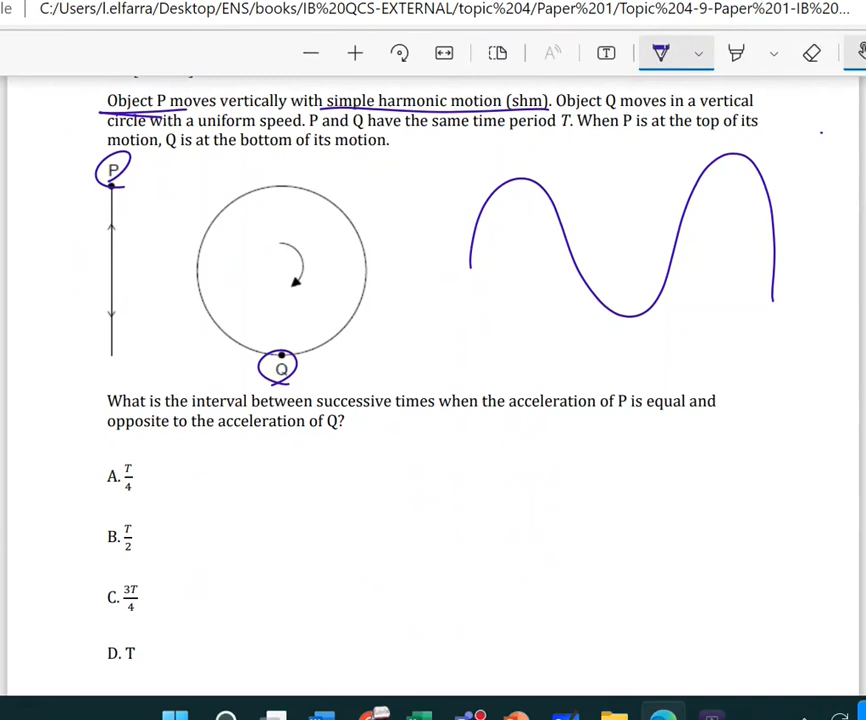 le C:/Users/l.elfarra/Desktop/ENS/books/IB%20QCS-EXTERNAL/topic%204/Paper%201/Topic%204-9-Paper%201-IB%20...
Object P moves vertically with simple harmonic motion (shm). Object Q moves in a vertical
circle with a uniform speed. P and Q have the same time period T. When P is at the top of its
motion, Q is at the bottom of its motion.
P
Q
What is the interval between successive times when the acceleration of P is equal and
opposite to the acceleration of Q?
A. T/4
B. T/2
C. 3T/4
D. T